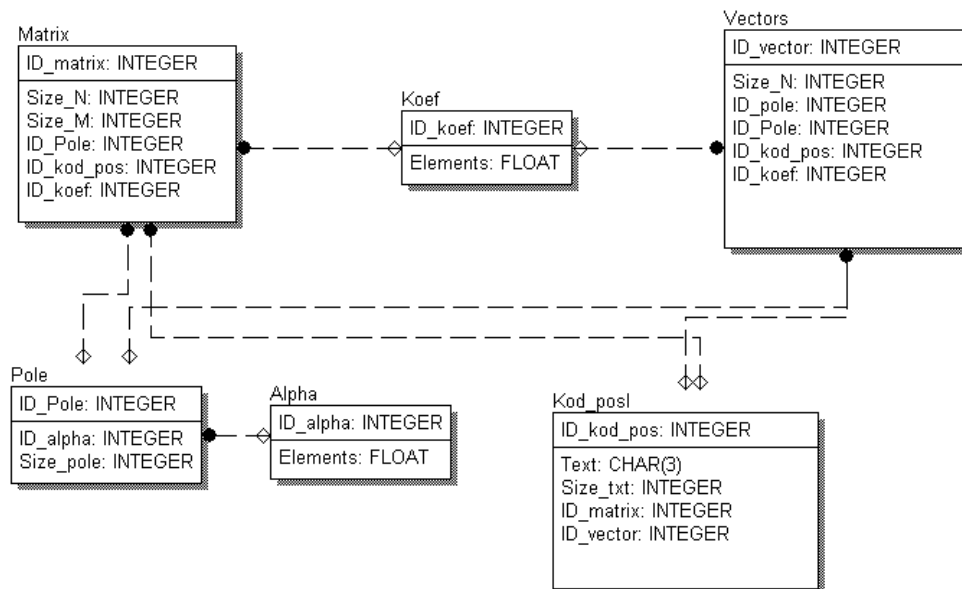 Matrix
ID_matrix: INTEGER
Size_N: INTEGER
Size_M: INTEGER
ID_Pole: INTEGER
ID_kod_pos: INTEGER
ID_koef: INTEGER
Koef
ID_koef: INTEGER
Elements: FLOAT
Vectors
ID_vector: INTEGER
Size_N: INTEGER
ID_pole: INTEGER
ID_Pole: INTEGER
ID_kod_pos: INTEGER
ID_koef: INTEGER
Pole
ID_Pole: INTEGER
ID_alpha: INTEGER
Size_pole: INTEGER
Alpha
ID_alpha: INTEGER
Elements: FLOAT
Kod_posl
ID_kod_pos: INTEGER
Text: CHAR(3)
Size_txt: INTEGER
ID_matrix: INTEGER
ID_vector: INTEGER